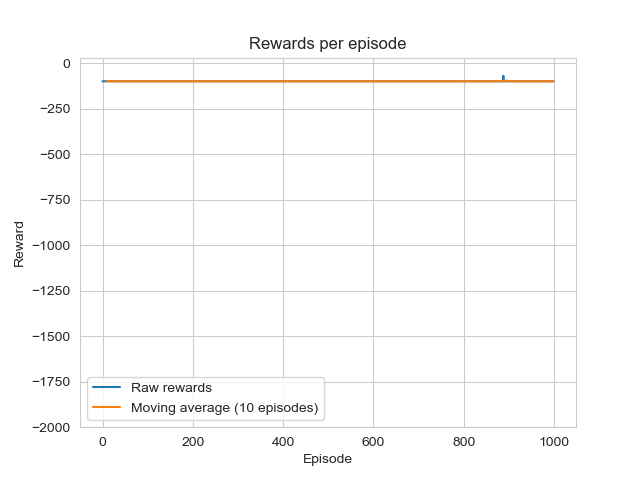 Rewards per episode
0
−250
−500
−750
−1000
−1250
−1500
−1750
−2000
Reward
Raw rewards
Moving average (10 episodes)
0 200 400 600 800 1000
Episode